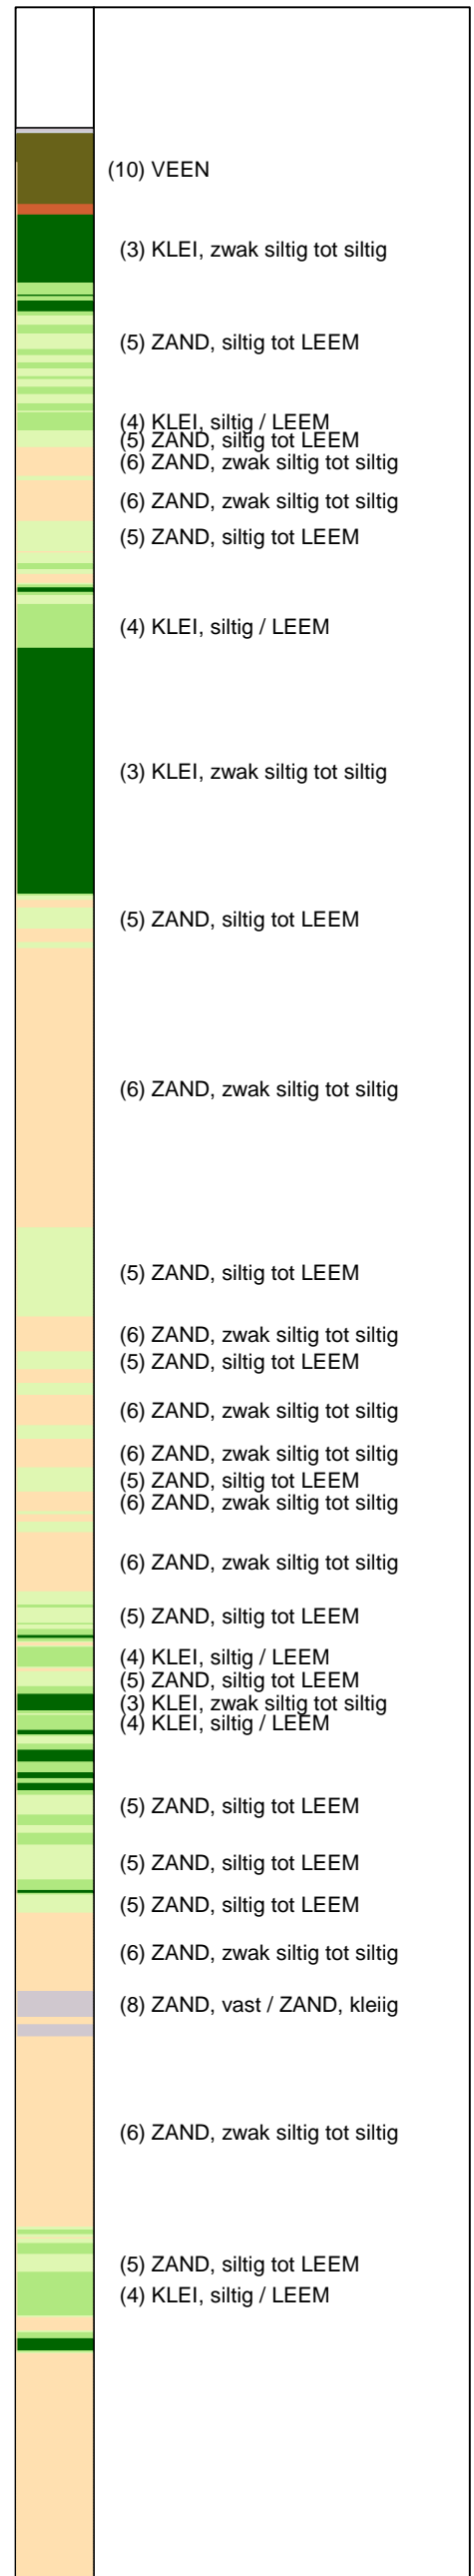 (10) VEEN
(3) KLEI, zwak siltig tot siltig
(5) ZAND, siltig tot LEEM
(4) KLEI, siltig / LEEM
(5) ZAND, siltig tot LEEM
(6) ZAND, zwak siltig tot siltig
(6) ZAND, zwak siltig tot siltig
(5) ZAND, siltig tot LEEM
(4) KLEI, siltig / LEEM
(3) KLEI, zwak siltig tot siltig
(5) ZAND, siltig tot LEEM
(6) ZAND, zwak siltig tot siltig
(5) ZAND, siltig tot LEEM
(6) ZAND, zwak siltig tot siltig
(5) ZAND, siltig tot LEEM
(6) ZAND, zwak siltig tot siltig
(6) ZAND, zwak siltig tot siltig
(5) ZAND, siltig tot LEEM
(6) ZAND, zwak siltig tot siltig
(6) ZAND, zwak siltig tot siltig
(5) ZAND, siltig tot LEEM
(4) KLEI, siltig / LEEM
(5) ZAND, siltig tot LEEM
(3) KLEI, zwak siltig tot siltig
(4) KLEI, siltig / LEEM
(5) ZAND, siltig tot LEEM
(5) ZAND, siltig tot LEEM
(5) ZAND, siltig tot LEEM
(6) ZAND, zwak siltig tot siltig
(8) ZAND, vast / ZAND, kleiig
(6) ZAND, zwak siltig tot siltig
(5) ZAND, siltig tot LEEM
(4) KLEI, siltig / LEEM